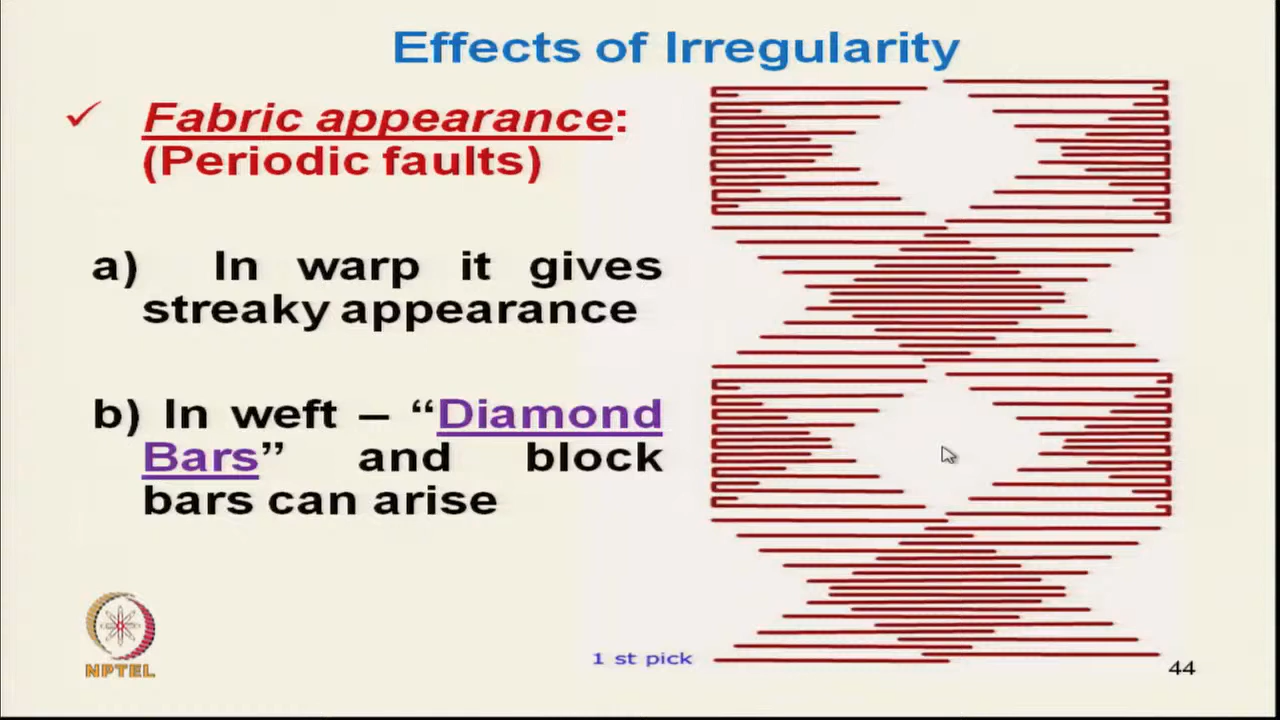 Effects of Irregularity
✓ Fabric appearance:
(Periodic faults)
a) In warp it gives
streaky appearance
b) In weft – “Diamond
Bars” and block
bars can arise
1 st pick
NPTEL
44